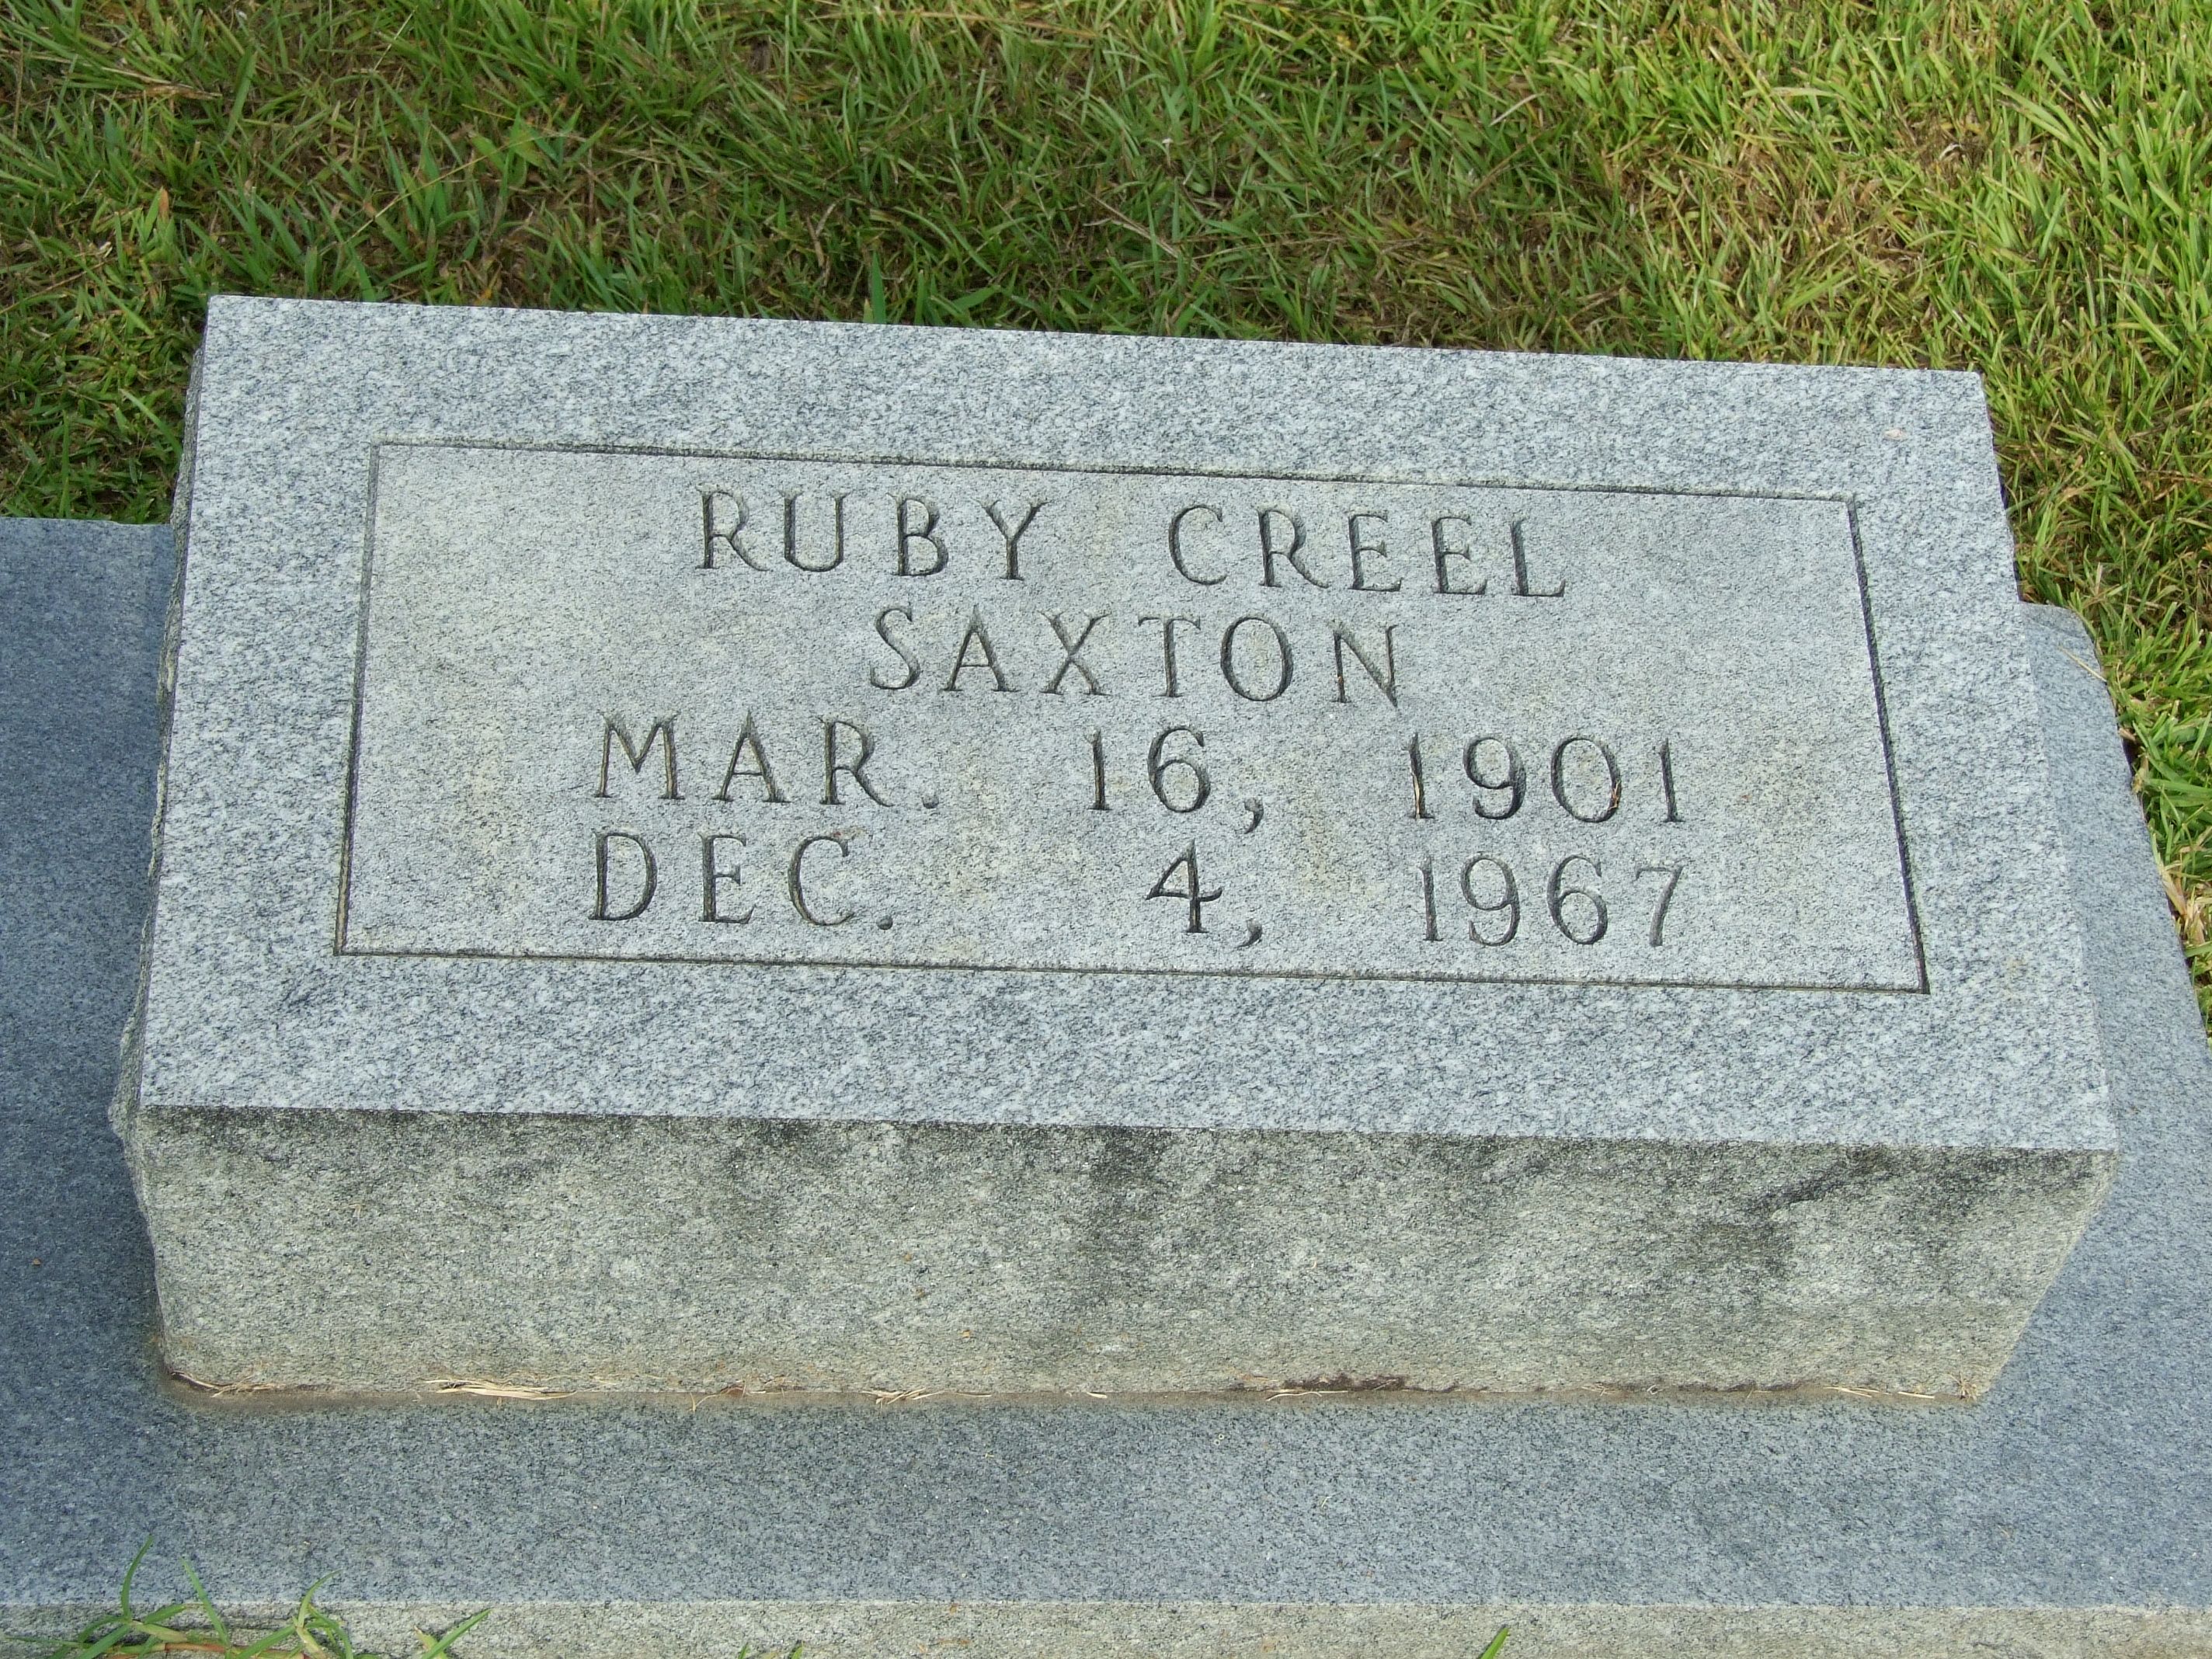 RUBY CREEL
SAXTON
MAR. 16, 1901
DEC. 4, 1967